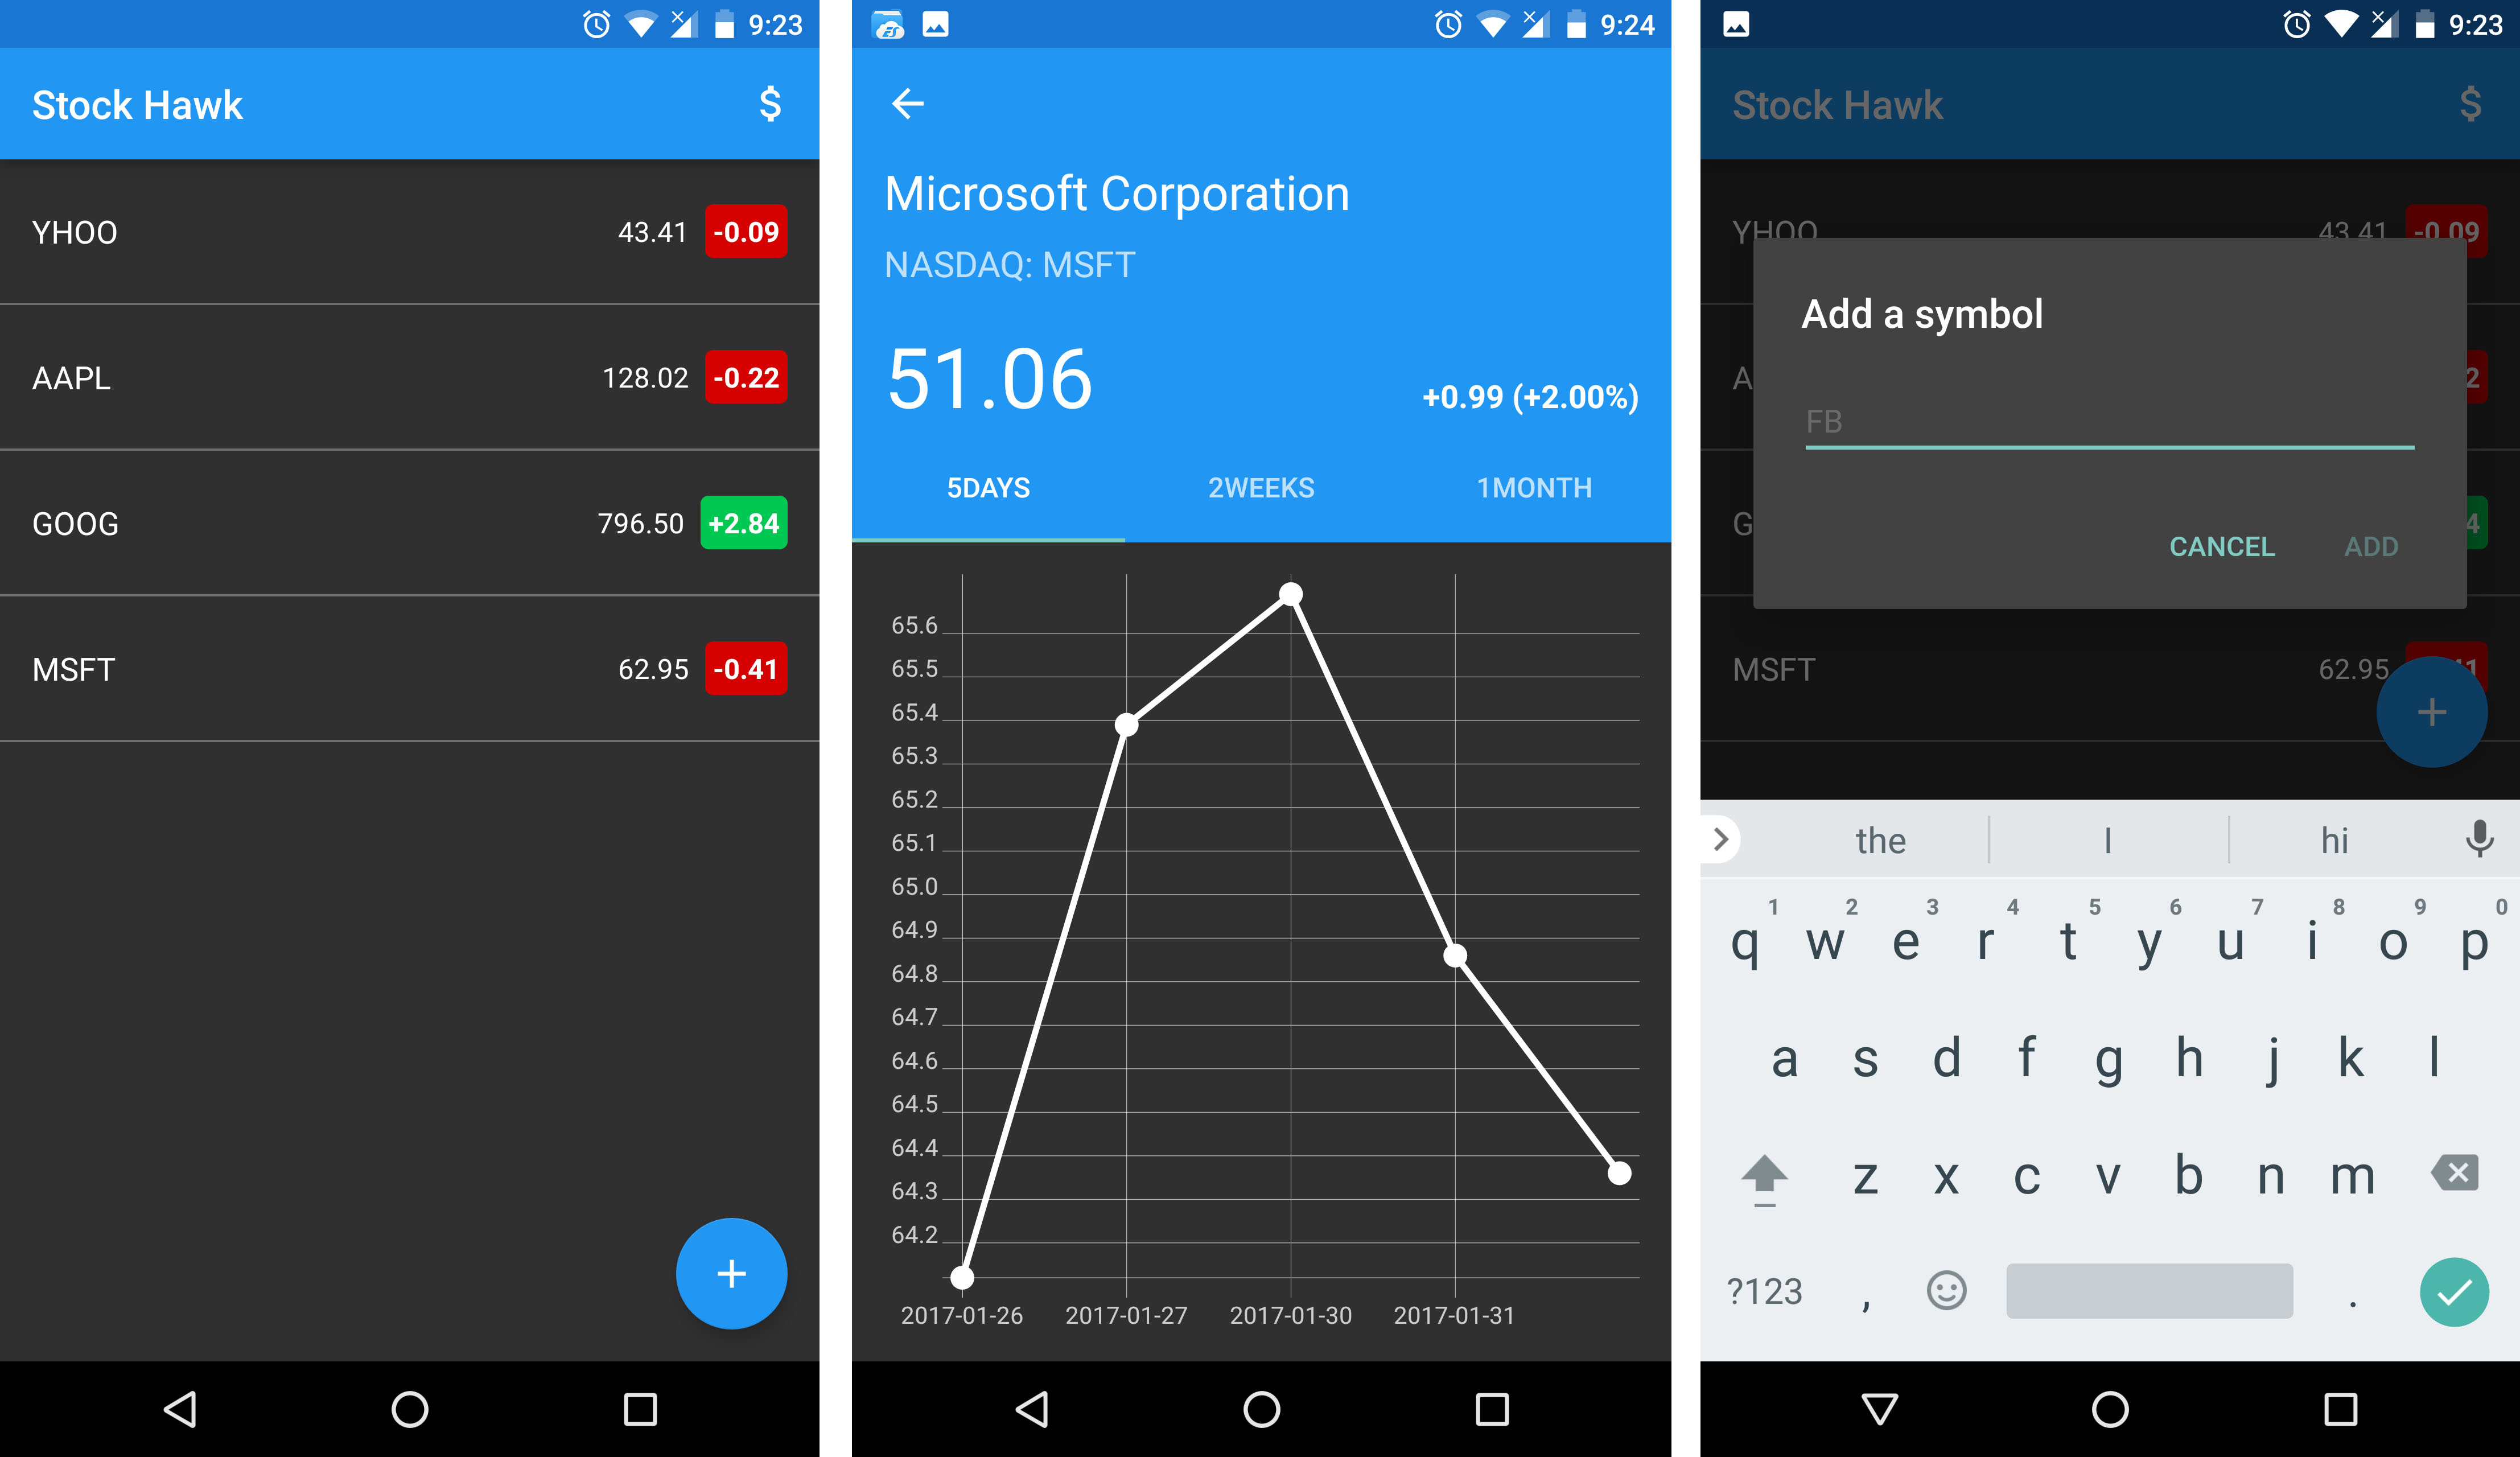 9:23
Stock Hawk $
YHOO 43.41 -0.09
AAPL 128.02 -0.22
GOOG 796.50 +2.84
MSFT 62.95 -0.41
+
9:24
Microsoft Corporation
NASDAQ: MSFT
51.06 +0.99 (+2.00%)
5DAYS 2WEEKS 1MONTH
65.6
65.5
65.4
65.3
65.2
65.1
65.0
64.9
64.8
64.7
64.6
64.5
64.4
64.3
64.2
2017-01-26 2017-01-27 2017-01-30 2017-01-31
9:23
Stock Hawk $
YHOO 43.41 -0.09
Add a symbol
A 2
FB
G 4
CANCEL ADD
MSFT 62.95
+
the I hi
1 2 3 4 5 6 7 8 9 0
q w e r t y u i o p
a s d f g h j k l
z x c v b n m
?123 , .